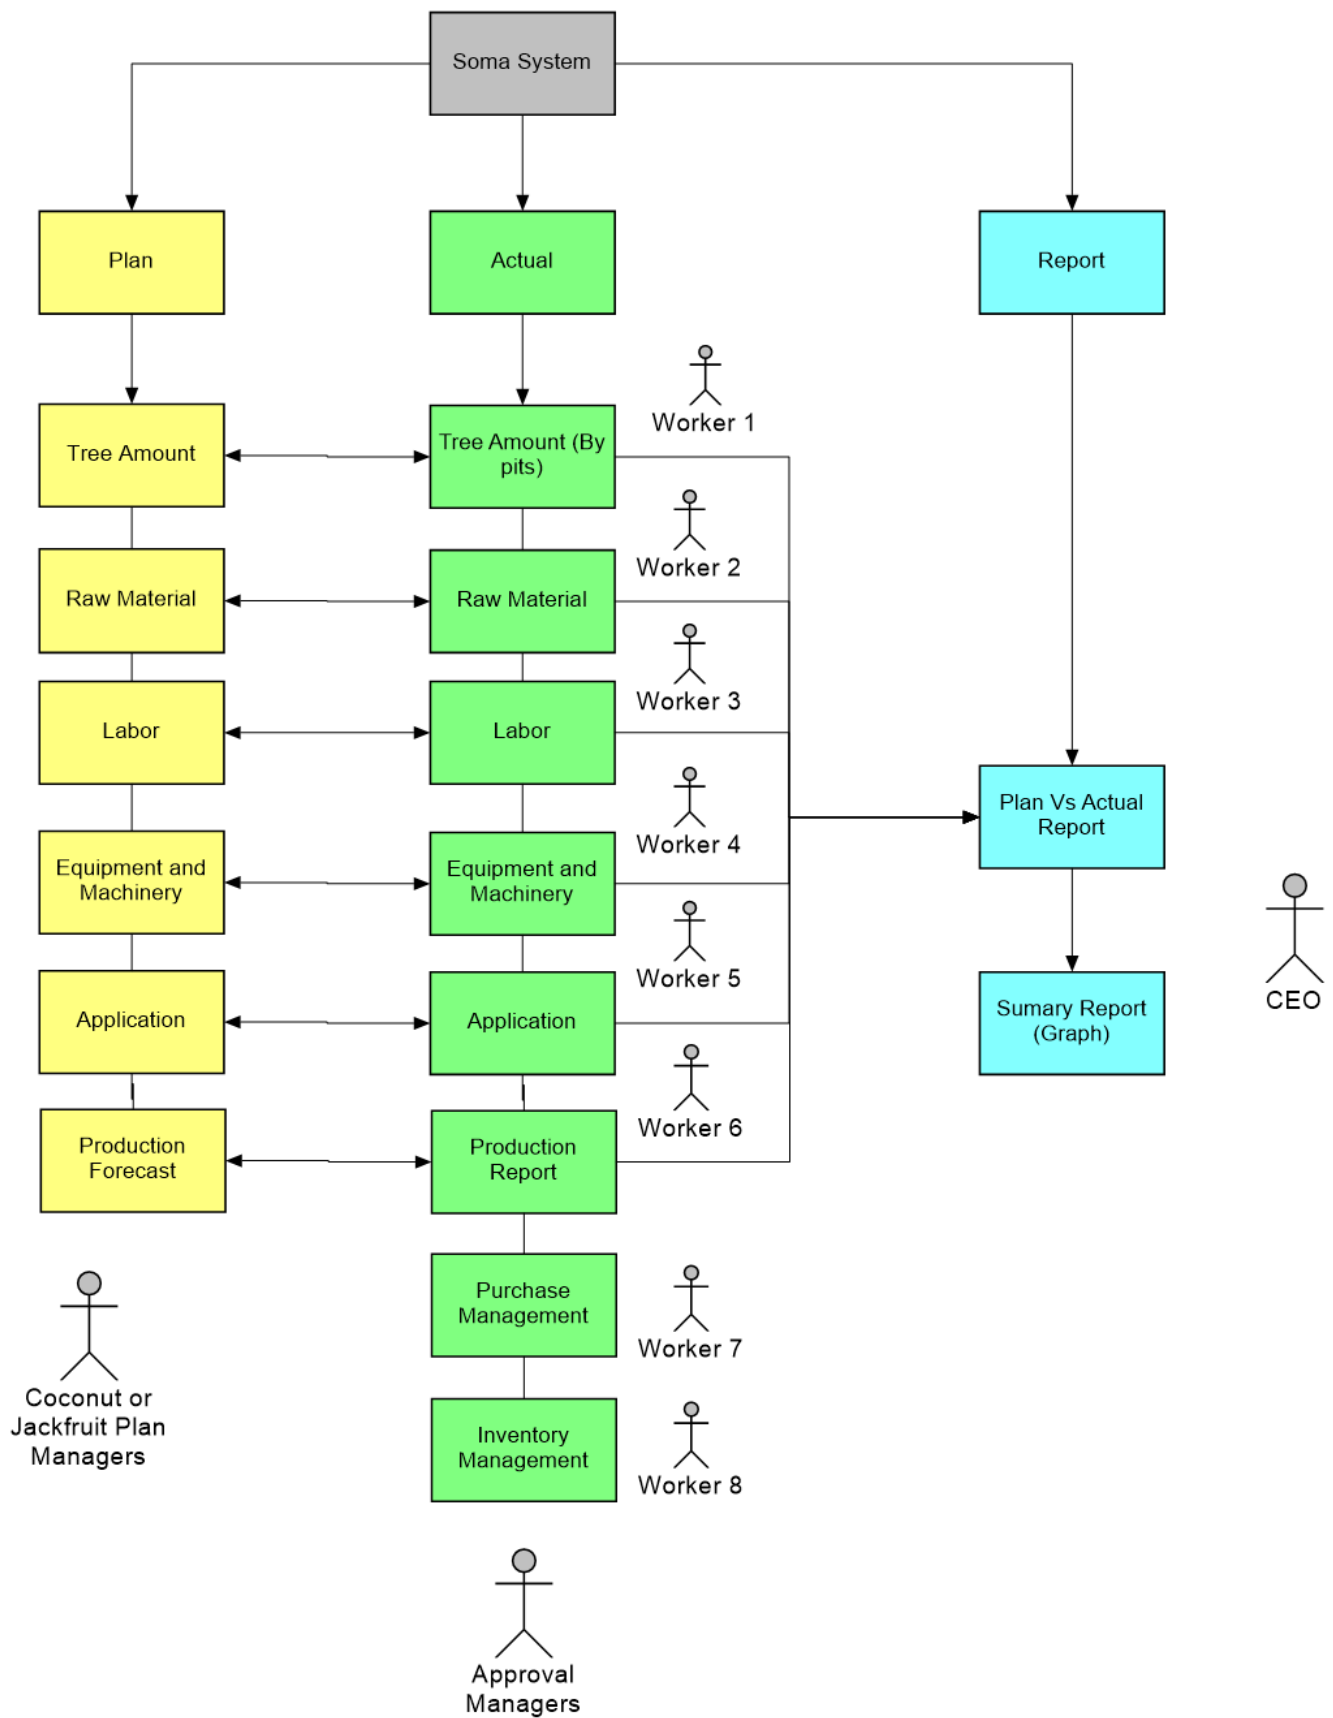 Soma System
Plan
Actual
Report
Worker 1
Tree Amount
Tree Amount (By
pits)
Worker 2
Raw Material
Raw Material
Worker 3
Labor
Labor
Plan Vs Actual
Report
Worker 4
Equipment and
Machinery
Equipment and
Machinery
Worker 5
CEO
Application
Application
Sumary Report
(Graph)
Worker 6
Production
Forecast
Production
Report
Purchase
Management
Worker 7
Coconut or
Jackfruit Plan
Managers
Inventory
Management
Worker 8
Approval
Managers